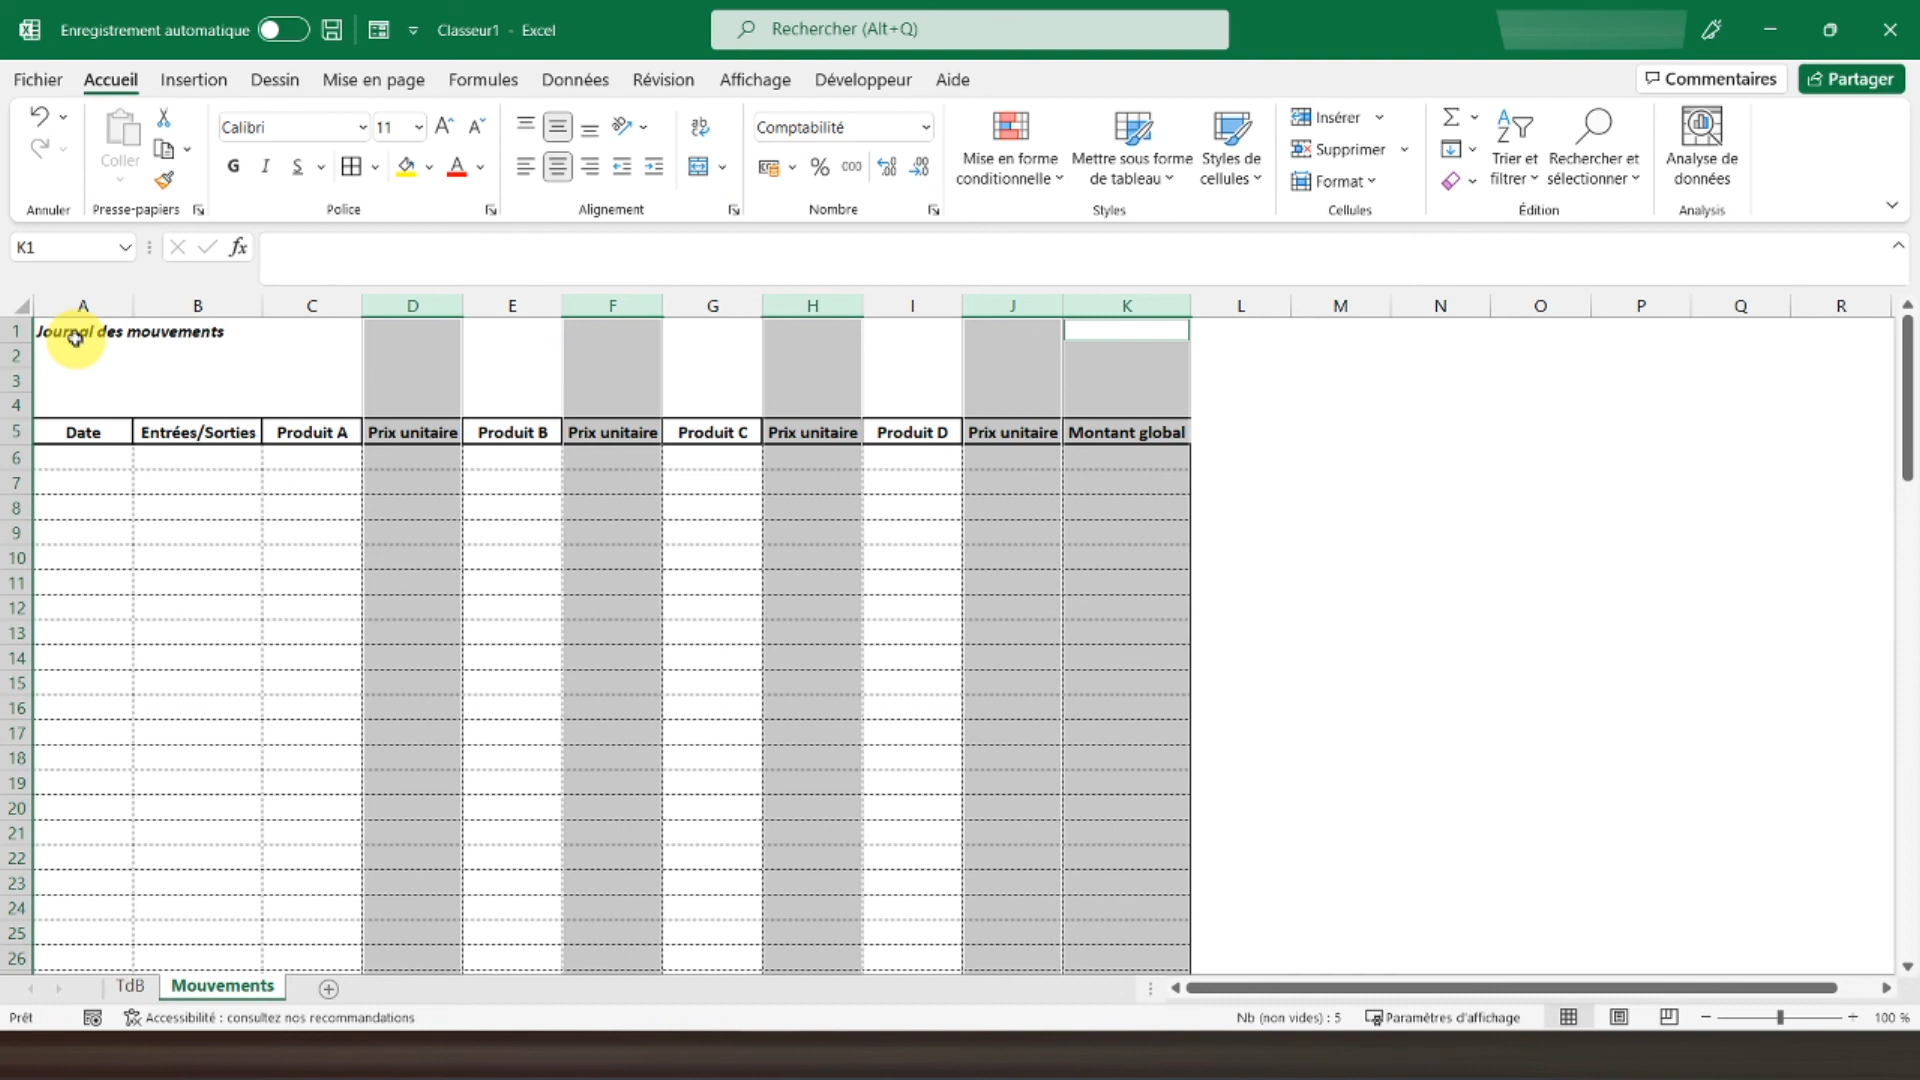 Enregistrement automatique
Classeur1 - Excel
Rechercher (Alt+Q)
Fichier Accueil Insertion Dessin Mise en page Formules Données Révision Affichage Développeur Aide
Commentaires Partager
Coller
Calibri 11
G I S
Comptabilité
% 000
Mise en forme conditionnelle
Mettre sous forme de tableau
Styles de cellules
Insérer
Supprimer
Format
Trier et filtrer
Rechercher et sélectionner
Analyse de données
Annuler Presse-papiers Police Alignement Nombre Styles Cellules Édition Analysis
K1 fx
A B C D E F G H I J K L M N O P Q R
1 Journal des mouvements
2
3
4
5 Date Entrées/Sorties Produit A Prix unitaire Produit B Prix unitaire Produit C Prix unitaire Produit D Prix unitaire Montant global
6
7
8
9
10
11
12
13
14
15
16
17
18
19
20
21
22
23
24
25
26
TdB Mouvements
Prêt Accessibilité : consultez nos recommandations Nb (non vides) : 5 Paramètres d'affichage 100 %